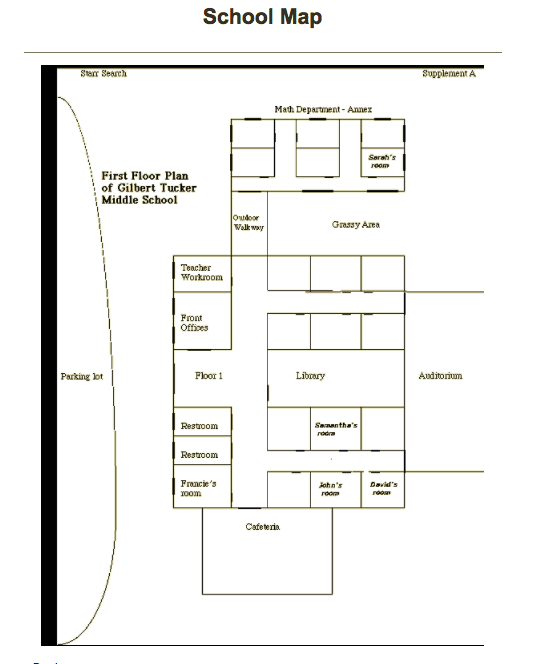 School Map
Starr Search
Supplement A
Math Department - Annex
Sarah's
room
First Floor Plan
of Gilbert Tucker
Middle School
Outdoor
Walkway
Grassy Area
Teacher
Workroom
Front
Offices
Parking lot
Floor 1
Library
Auditorium
Restroom
Samantha's
room
Restroom
Francie's
room
John's
room
David's
room
Cafeteria